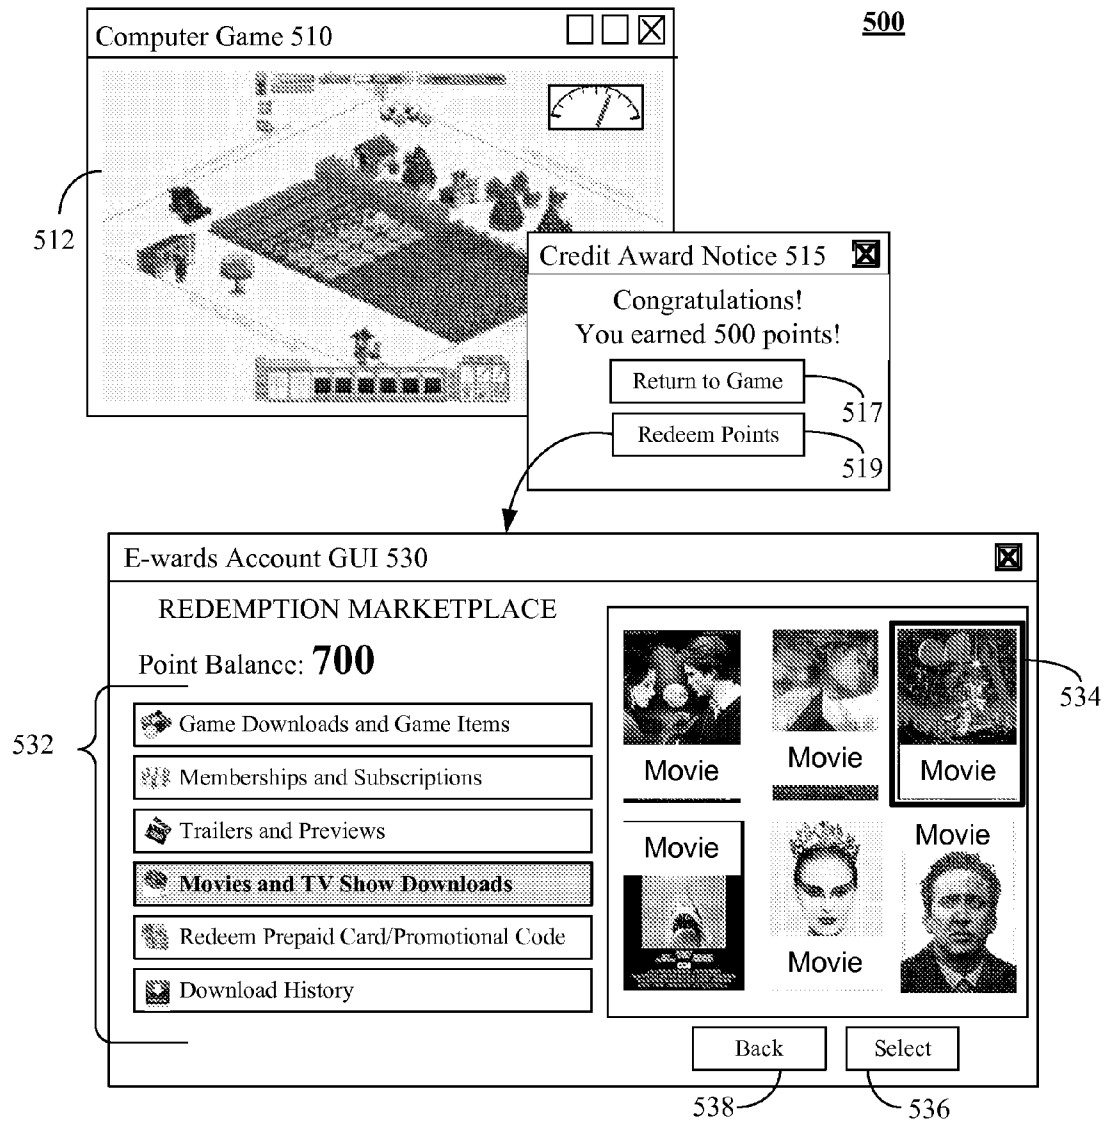 500
Computer Game 510
512
Credit Award Notice 515
Congratulations!
You earned 500 points!
Return to Game
517
Redeem Points
519
E-wards Account GUI 530
REDEMPTION MARKETPLACE
Point Balance: 700
532
Game Downloads and Game Items
Memberships and Subscriptions
Trailers and Previews
Movies and TV Show Downloads
Redeem Prepaid Card/Promotional Code
Download History
Movie
Movie
Movie
534
Movie
Movie
Movie
Back
Select
538
536